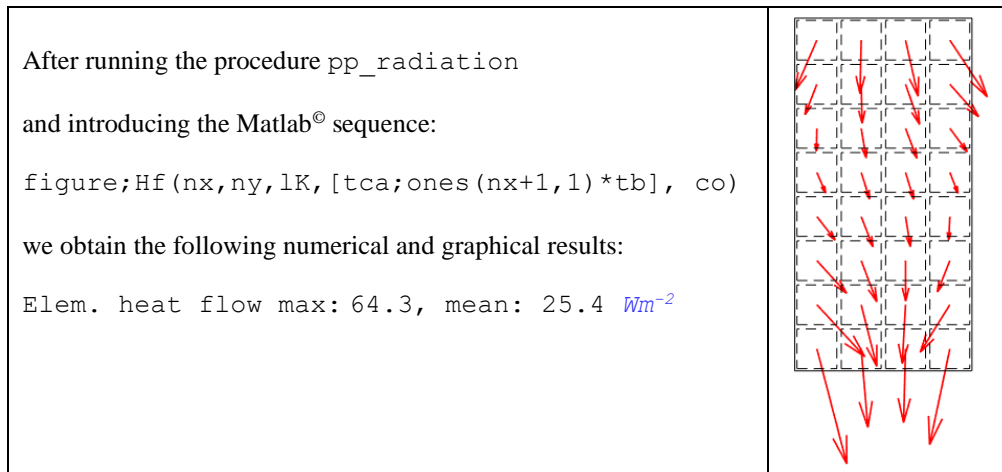 After running the procedure pp_radiation
and introducing the Matlab© sequence:
figure;Hf(nx,ny,lK,[tca;ones(nx+1,1)*tb], co)
we obtain the following numerical and graphical results:
Elem. heat flow max: 64.3, mean: 25.4 Wm⁻²